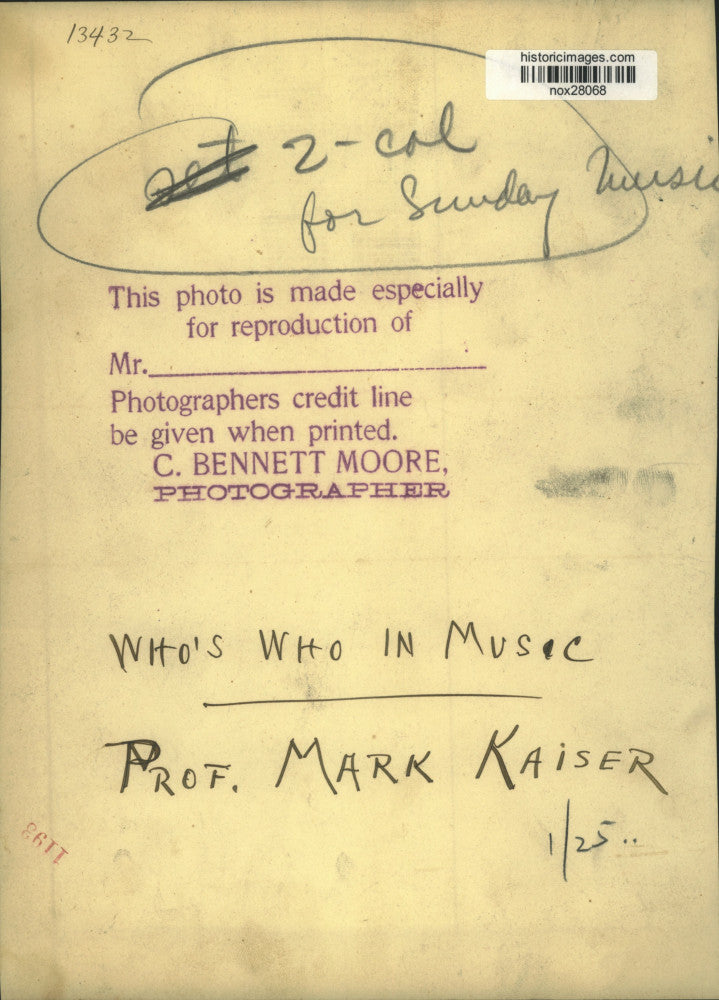 13432
historicimages.com
nox28068
2-col
for Sunday Music
This photo is made especially
for reproduction of
Mr.
Photographers credit line
be given when printed.
C. BENNETT MOORE,
PHOTOGRAPHER
WHO'S WHO IN MUSIC
PROF. MARK KAISER
1/25..
1193